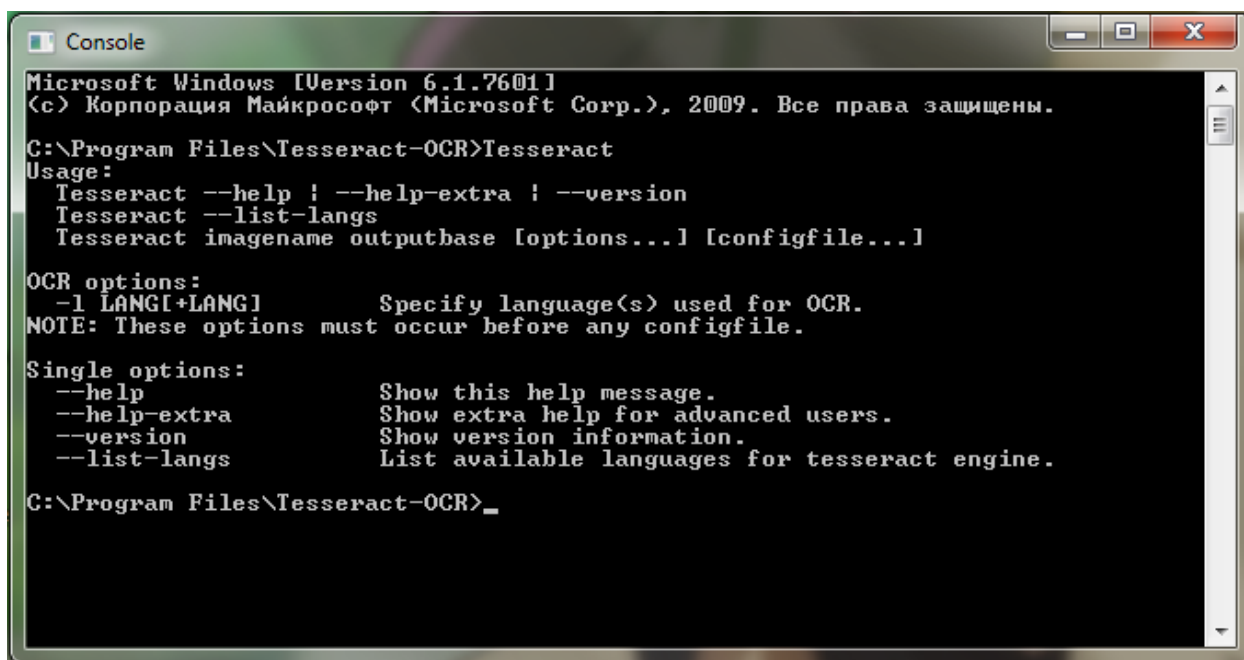 Console
Microsoft Windows [Version 6.1.7601]
(c) Корпорация Майкрософт (Microsoft Corp.), 2009. Все права защищены.
C:\Program Files\Tesseract-OCR>Tesseract
Usage:
  Tesseract --help | --help-extra | --version
  Tesseract --list-langs
  Tesseract imagename outputbase [options...] [configfile...]
OCR options:
  -l LANG[+LANG]        Specify language(s) used for OCR.
NOTE: These options must occur before any configfile.
Single options:
  --help                Show this help message.
  --help-extra          Show extra help for advanced users.
  --version             Show version information.
  --list-langs          List available languages for tesseract engine.
C:\Program Files\Tesseract-OCR>_